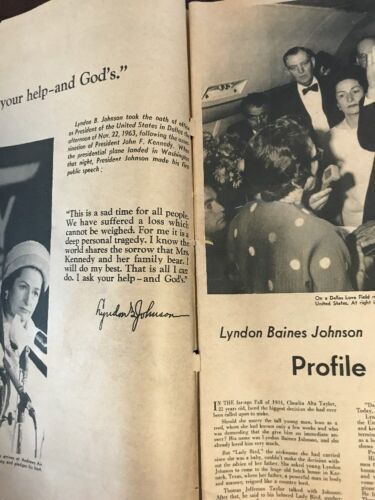 your help–and God's."
Lyndon B. Johnson took the oath of office
as President of the United States in Dallas the
afternoon of Nov. 22, 1963, following the
nination of President John F. Kennedy. When
the presidential plane landed in Washington
that night, President Johnson made his first
public speech:
"This is a sad time for all people.
We have suffered a loss which
cannot be weighed. For me it is a
deep personal tragedy. I know the
world shares the sorrow that Mrs.
Kennedy and her family bear. I
will do my best. That is all I can
do. I ask your help–and God's"
Lyndon B. Johnson
On a Dallas Love Field
United States. At right
Lyndon Baines Johnson
Profile
IN THE far-ago Fall of 1934, Claudia Alta Taylor,
22 years old, faced the biggest decision she had ever
been called upon to make.
Should she marry the tall young man, lean as a
reed, whom she had known only a few weeks and who
was demanding that she give him an immediate
swer? His name was Lyndon Baines Johnson, and she
already loved him very much.
But "Lady Bird," the nickname she had carried
since she was a baby, couldn't make the decision with-
out the advice of her father. She asked young Lyndon
Johnson to come to the huge old brick house in Kar-
nack, Texas, where her father, a powerful man in body
and manner, reigned like a country lord.
Thomas Jefferson Taylor talked with Johnson.
After that, he said to his beloved Lady Bird,